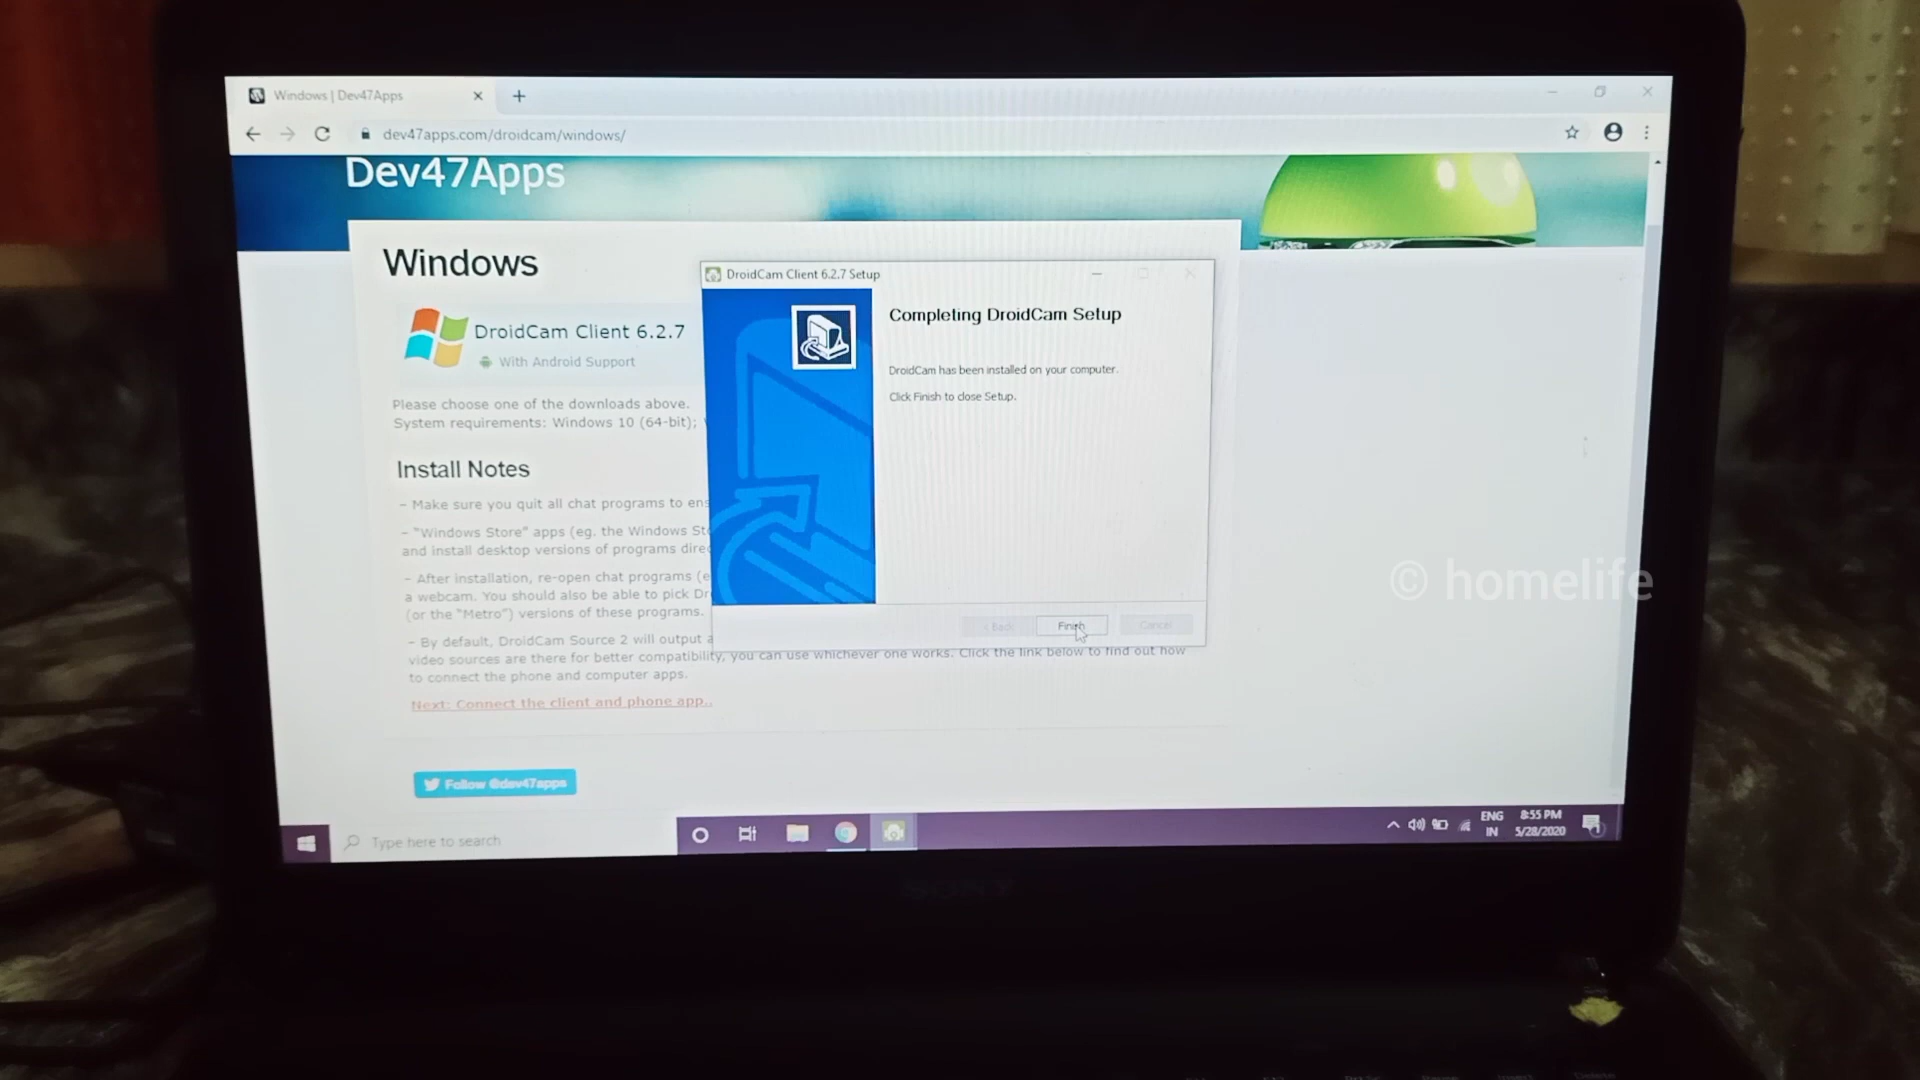 Windows | Dev47Apps
dev47apps.com/droidcam/windows/
Dev47Apps
Windows
DroidCam Client 6.2.7
With Android Support
Please choose one of the downloads above.
System requirements: Windows 10 (64-bit);
Install Notes
- Make sure you quit all chat programs to ens
- "Windows Store" apps (eg. the Windows Sto
and install desktop versions of programs direc
- After installation, re-open chat programs (e
a webcam. You should also be able to pick Dr
(or the "Metro") versions of these programs.
- By default, DroidCam Source 2 will output a
video sources are there for better compatibility, you can use whichever one works. Click the link below to find out how
to connect the phone and computer apps.
Next: Connect the client and phone app..
Follow @dev47apps
DroidCam Client 6.2.7 Setup
Completing DroidCam Setup
DroidCam has been installed on your computer.
Click Finish to close Setup.
< Back
Finish
Cancel
© homelife
Type here to search
ENG
IN
8:55 PM
5/28/2020
SONY